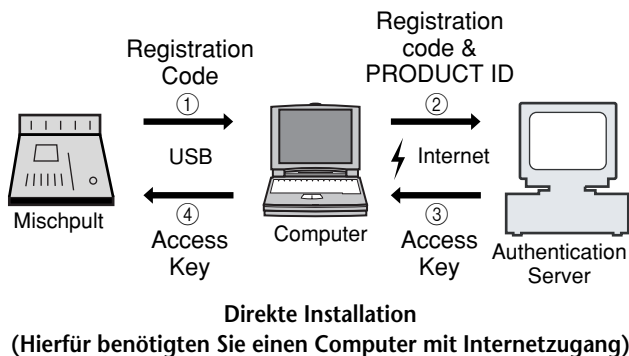 Registration
Code
①
USB
④
Access
Key
Mischpult
Computer
Registration
code &
PRODUCT ID
②
Internet
③
Access
Key
Authentication
Server
Direkte Installation
(Hierfür benötigten Sie einen Computer mit Internetzugang)